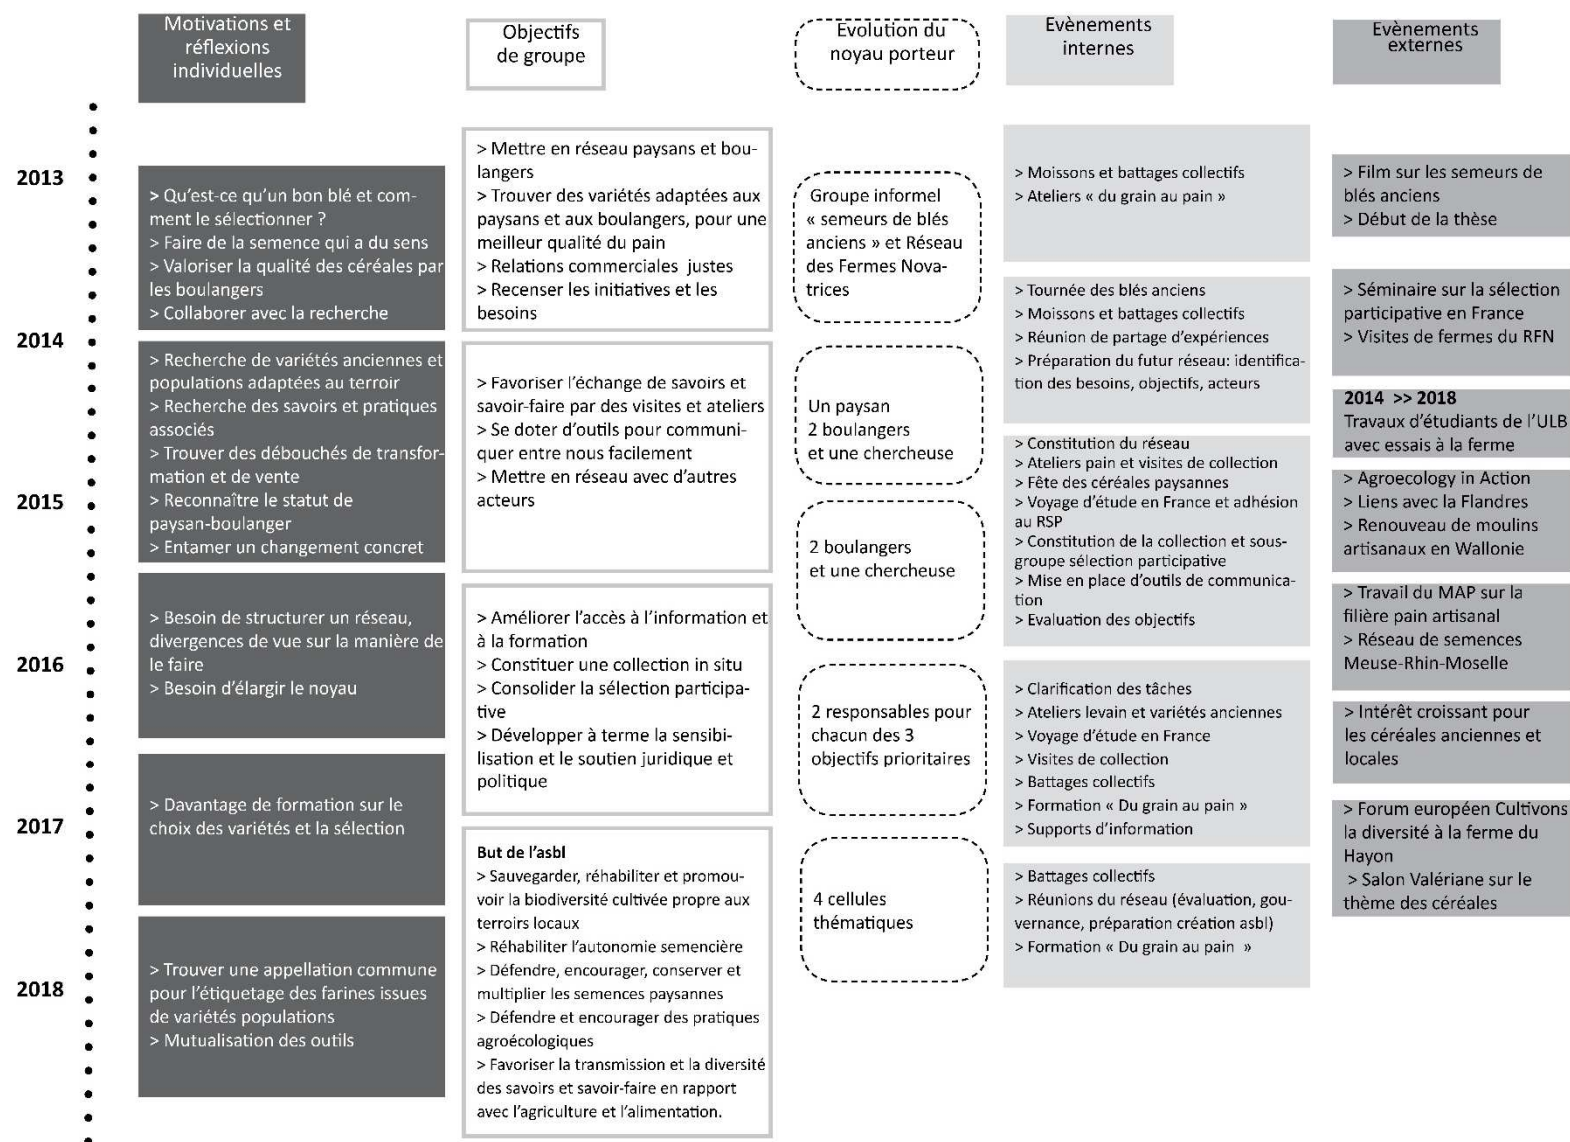 Motivations et
réflexions
individuelles
Objectifs
de groupe
Evolution du
noyau porteur
Evènements
internes
Evènements
externes
2013
2014
2015
2016
2017
2018
> Qu'est-ce qu'un bon blé et com-
ment le sélectionner ?
> Faire de la semence qui a du sens
> Valoriser la qualité des céréales par
les boulangers
> Collaborer avec la recherche
> Recherche de variétés anciennes et
populations adaptées au terroir
> Recherche des savoirs et pratiques
associés
> Trouver des débouchés de transfor-
mation et de vente
> Reconnaître le statut de
paysan-boulanger
> Entamer un changement concret
> Besoin de structurer un réseau,
divergences de vue sur la manière de
le faire
> Besoin d'élargir le noyau
> Davantage de formation sur le
choix des variétés et la sélection
> Trouver une appellation commune
pour l'étiquetage des farines issues
de variétés populations
> Mutualisation des outils
> Mettre en réseau paysans et bou-
langers
> Trouver des variétés adaptées aux
paysans et aux boulangers, pour une
meilleur qualité du pain
> Relations commerciales justes
> Recenser les initiatives et les
besoins
> Favoriser l'échange de savoirs et
savoir-faire par des visites et ateliers
> Se doter d'outils pour communi-
quer entre nous facilement
> Mettre en réseau avec d'autres
acteurs
> Améliorer l'accès à l'information et
à la formation
> Constituer une collection in situ
> Consolider la sélection participa-
tive
> Développer à terme la sensibi-
lisation et le soutien juridique et
politique
But de l'asbl
> Sauvegarder, réhabiliter et promou-
voir la biodiversité cultivée propre aux
terroirs locaux
> Réhabiliter l'autonomie semencière
> Défendre, encourager, conserver et
multiplier les semences paysannes
> Défendre et encourager des pratiques
agroécologiques
> Favoriser la transmission et la diversité
des savoirs et savoir-faire en rapport
avec l'agriculture et l'alimentation.
Groupe informel
« semeurs de blés
anciens » et Réseau
des Fermes Nova-
trices
Un paysan
2 boulangers
et une chercheuse
2 boulangers
et une chercheuse
2 responsables pour
chacun des 3
objectifs prioritaires
4 cellules
thématiques
> Moissons et battages collectifs
> Ateliers « du grain au pain »
> Tournée des blés anciens
> Moissons et battages collectifs
> Réunion de partage d'expériences
> Préparation du futur réseau: identifica-
tion des besoins, objectifs, acteurs
> Constitution du réseau
> Ateliers pain et visites de collection
> Fête des céréales paysannes
> Voyage d'étude en France et adhésion
au RSP
> Constitution de la collection et sous-
groupe sélection participative
> Mise en place d'outils de communica-
tion
> Evaluation des objectifs
> Clarification des tâches
> Ateliers levain et variétés anciennes
> Voyage d'étude en France
> Visites de collection
> Battages collectifs
> Formation « Du grain au pain »
> Supports d'information
> Battages collectifs
> Réunions du réseau (évaluation, gou-
vernance, préparation création asbl)
> Formation « Du grain au pain »
> Film sur les semeurs de
blés anciens
> Début de la thèse
> Séminaire sur la sélection
participative en France
> Visites de fermes du RFN
2014 >> 2018
Travaux d'étudiants de l'ULB
avec essais à la ferme
> Agroecology in Action
> Liens avec la Flandres
> Renouveau de moulins
artisanaux en Wallonie
> Travail du MAP sur la
filière pain artisanal
> Réseau de semences
Meuse-Rhin-Moselle
> Intérêt croissant pour
les céréales anciennes et
locales
> Forum européen Cultivons
la diversité à la ferme du
Hayon
> Salon Valériane sur le
thème des céréales